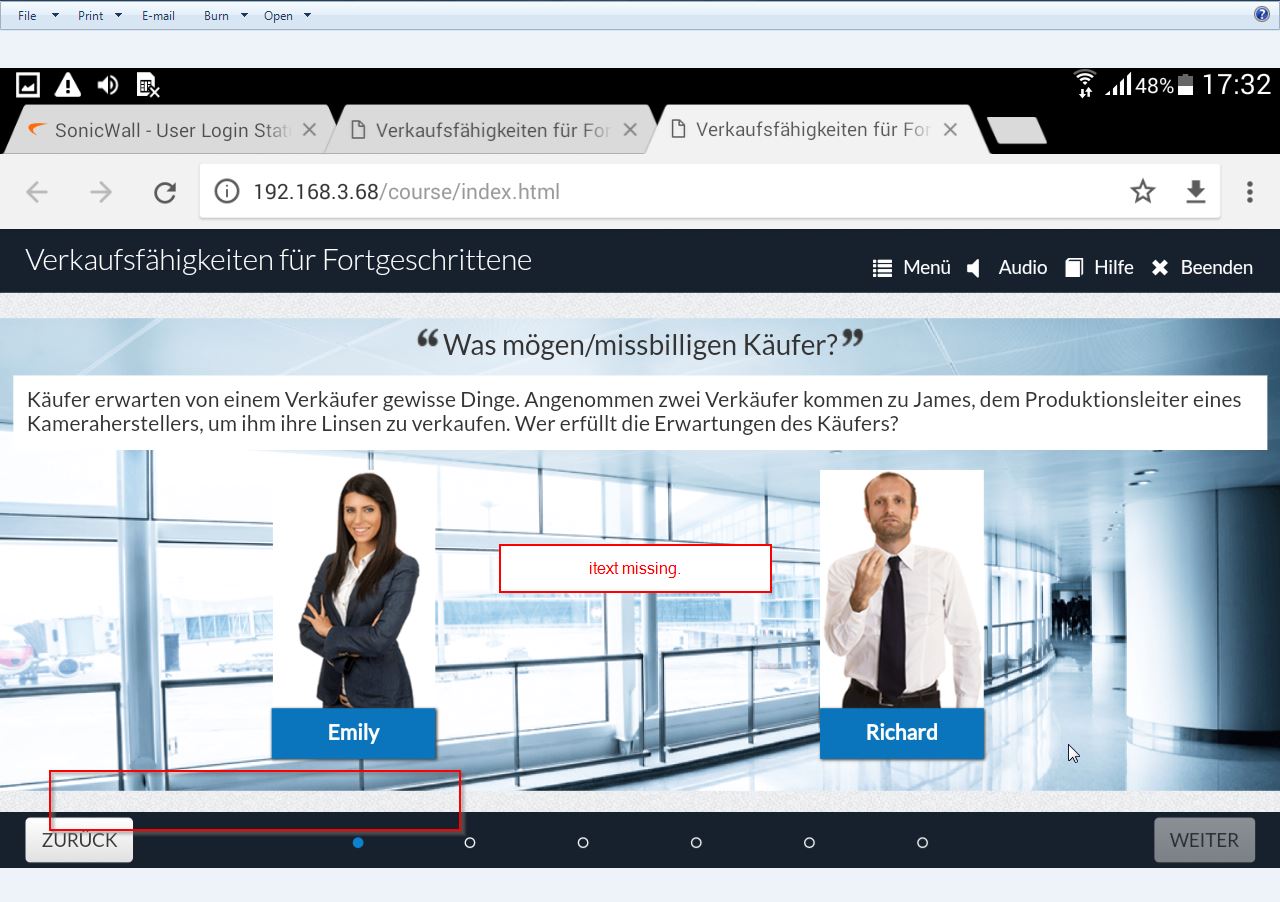 File Print E-mail Burn Open
48% 17:32
SonicWall - User Login Stat Verkaufsfähigkeiten für For Verkaufsfähigkeiten für For
192.168.3.68/course/index.html
Verkaufsfähigkeiten für Fortgeschrittene
Menü Audio Hilfe Beenden
“Was mögen/missbilligen Käufer?”
Käufer erwarten von einem Verkäufer gewisse Dinge. Angenommen zwei Verkäufer kommen zu James, dem Produktionsleiter eines
Kameraherstellers, um ihm ihre Linsen zu verkaufen. Wer erfüllt die Erwartungen des Käufers?
itext missing.
Emily Richard
ZURÜCK WEITER